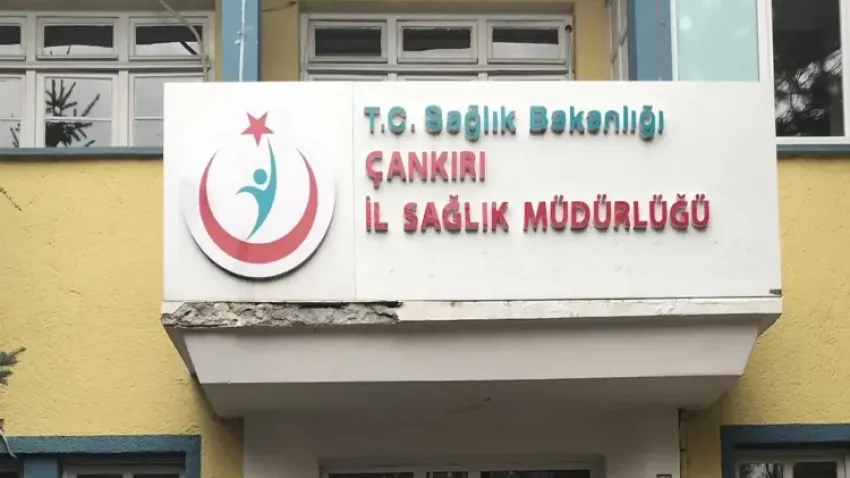 T.C. Sağlık Bakanlığı
ÇANKIRI
İL SAĞLIK MÜDÜRLÜĞÜ